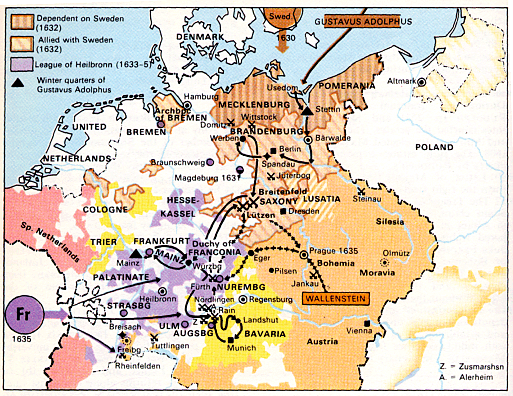 Dependent on Sweden
(1632)
Allied with Sweden
(1632)
League of Heilbronn (1633-5)
Winter quarters of
Gustavus Adolphus
Swed.
1630
GUSTAVUS ADOLPHUS
DENMARK
Usedom
POMERANIA
Altmark
Hamburg
MECKLENBURG
Stettin
Archbc
of BREMEN
Wittstock
Domitz
BREMEN
BRANDENBURG
Werben
Bärwalde
UNITED
NETHERLANDS
Berlin
Spandau
POLAND
Braunschweig
Magdeburg 1631
Jüterbog
Breitenfeld
Steinau
HESSE-
KASSEL
SAXONY
LUSATIA
COLOGNE
Lützen
Dresden
Silesia
Sp. Netherlands
TRIER
FRANKFURT
Duchy of
FRANCONIA
MAINZ
Mainz
Prague 1635
Olmütz
Würzbg
Eger
Bohemia
PALATINATE
Pilsen
Moravia
Fürth
NUREMBG
Jankau
Heilbronn
Nördlingen
Regensburg
WALLENSTEIN
Fr
STRASBG
Rain
1635
Breisach
ULM
Z
Landshut
Vienna
AUGSBG
BAVARIA
Tuttlingen
Freibg
Munich
Austria
Rheinfelden
Z. = Zusmarshsn
A. = Alerheim